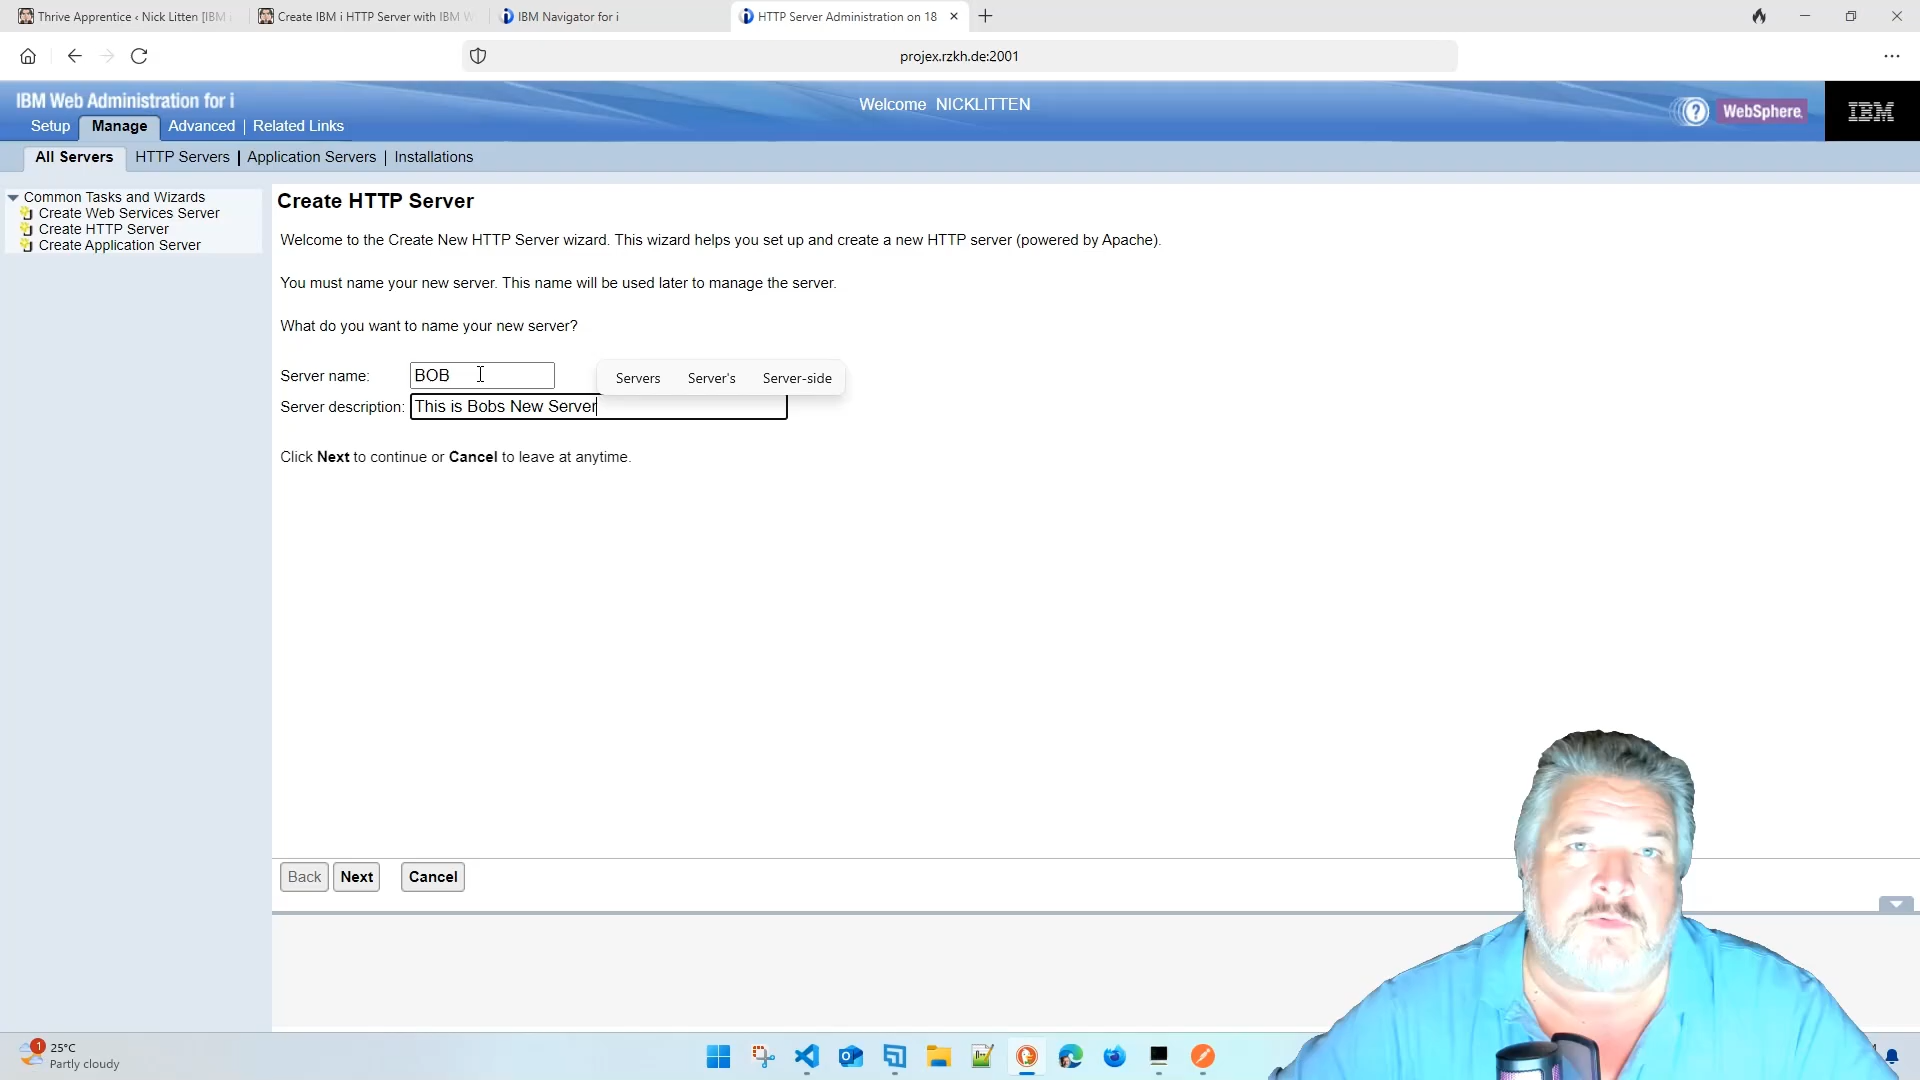 Thrive Apprentice ‹ Nick Litten [IBM i
Create IBM i HTTP Server with IBM W
IBM Navigator for i
HTTP Server Administration on 18
projex.rzkh.de:2001
IBM Web Administration for i
Welcome NICKLITTEN
WebSphere.
IBM
Setup
Manage
Advanced
Related Links
All Servers
HTTP Servers
Application Servers
Installations
Common Tasks and Wizards
Create Web Services Server
Create HTTP Server
Create Application Server
Create HTTP Server
Welcome to the Create New HTTP Server wizard. This wizard helps you set up and create a new HTTP server (powered by Apache).
You must name your new server. This name will be used later to manage the server.
What do you want to name your new server?
Server name: BOB
Servers Server's Server-side
Server description: This is Bobs New Server
Click Next to continue or Cancel to leave at anytime.
Back Next Cancel
1
25°C
Partly cloudy